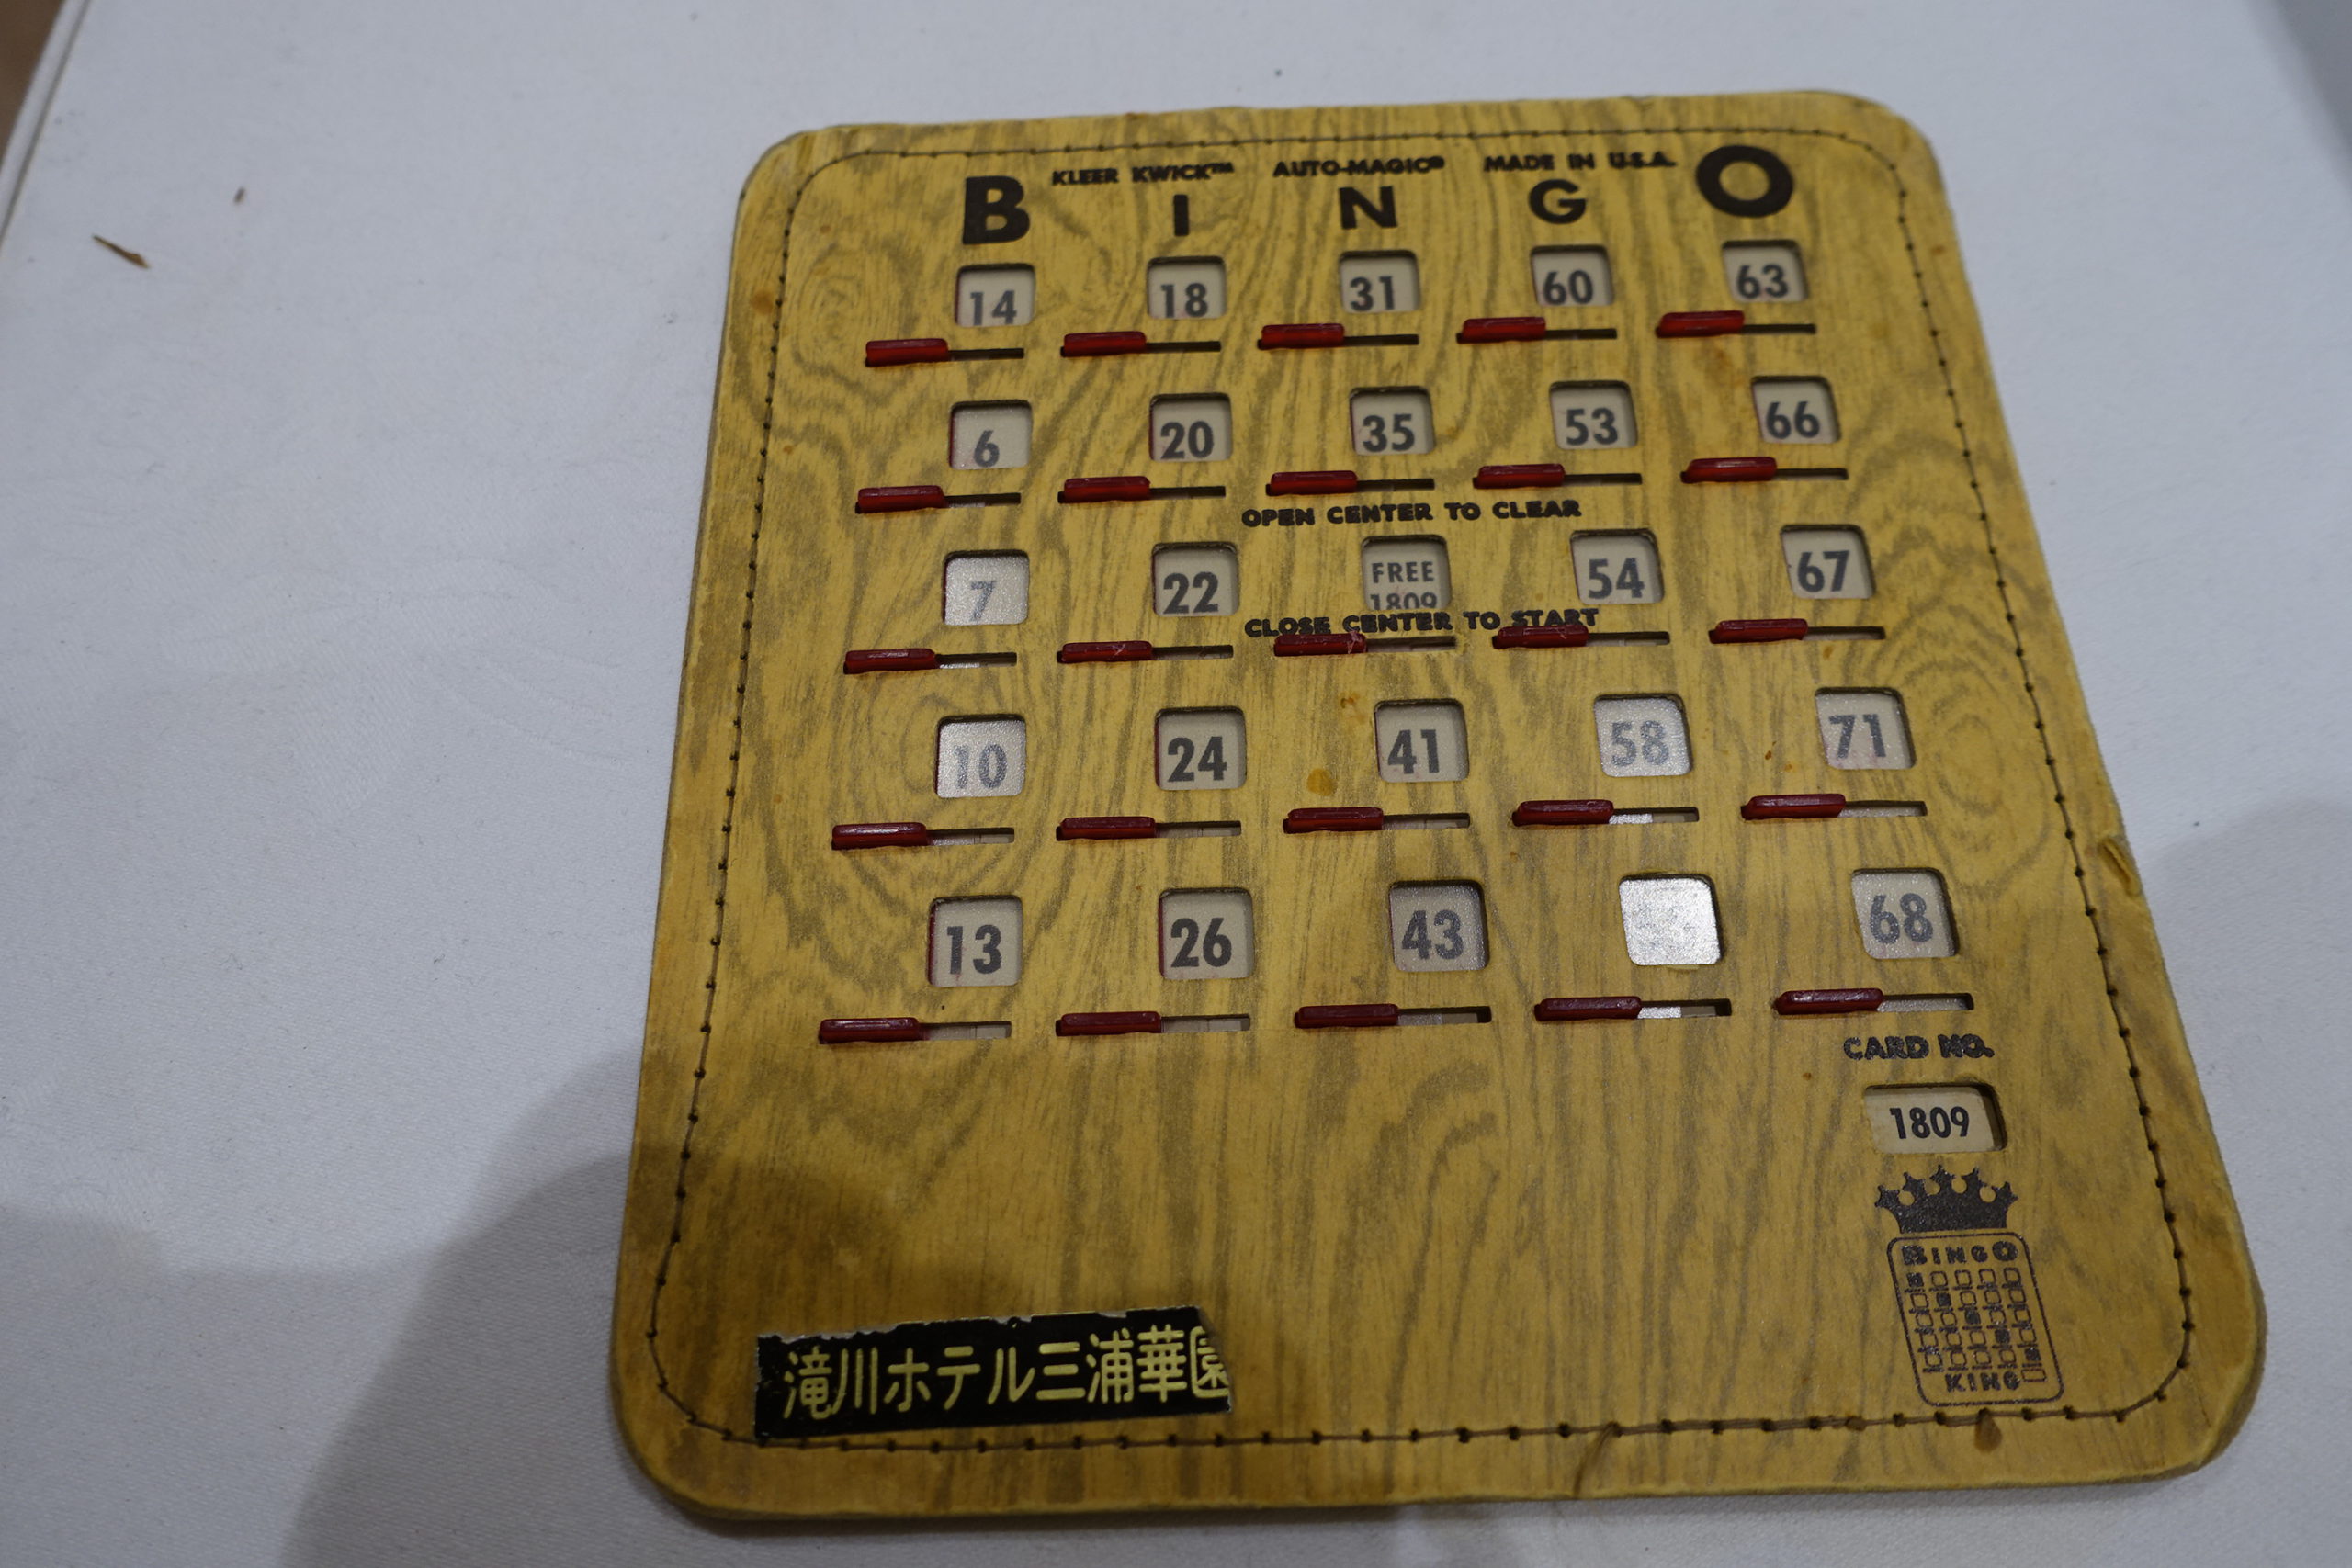 KLEER KWICK™ AUTO-MAGIC® MADE IN U.S.A.
B I N G O
14 18 31 60 63
6 20 35 53 66
OPEN CENTER TO CLEAR
7 22 FREE 54 67
1809
CLOSE CENTER TO START
10 24 41 58 71
13 26 43 68
CARD NO.
1809
BINGO
KING
滝川ホテル三浦華園